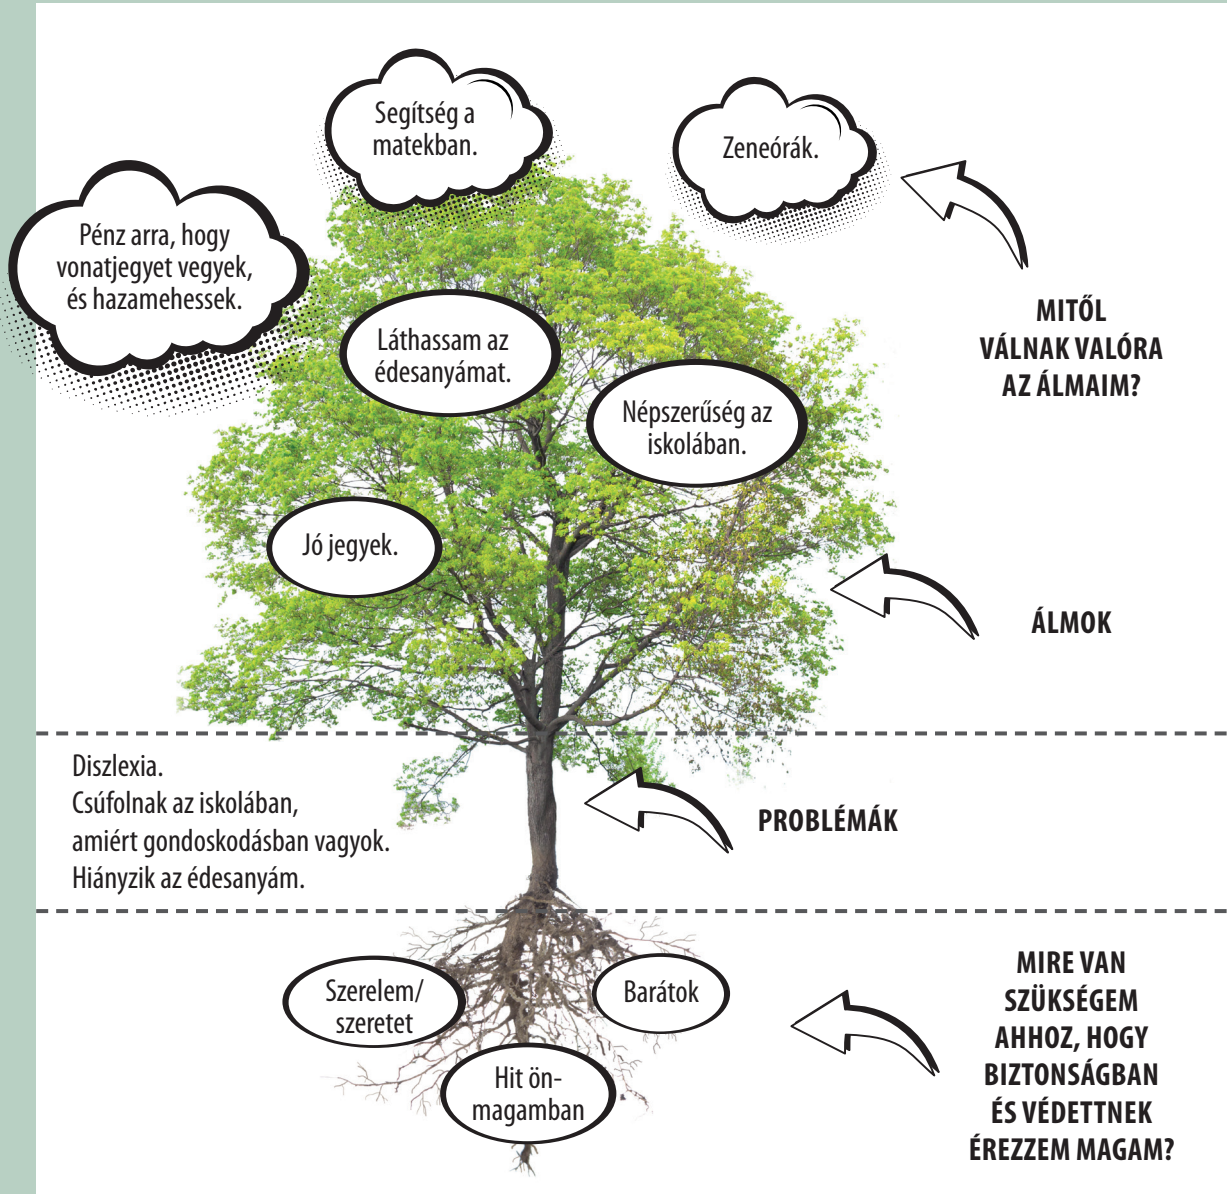 Segítség a
matekban.
Zeneórák.
Pénz arra, hogy
vonatjegyet vegyek,
és hazamehessek.
MITŐL
VÁLNAK VALÓRA
AZ ÁLMAIM?
Láthassam az
édesanyámat.
Népszerűség az
iskolában.
Jó jegyek.
ÁLMOK
Diszlexia.
Csúfolnak az iskolában,
amiért gondoskodásban vagyok.
Hiányzik az édesanyám.
PROBLÉMÁK
Szerelem/
szeretet
Barátok
Hit ön-
magamban
MIRE VAN
SZÜKSÉGEM
AHHOZ, HOGY
BIZTONSÁGBAN
ÉS VÉDETTNEK
ÉREZZEM MAGAM?